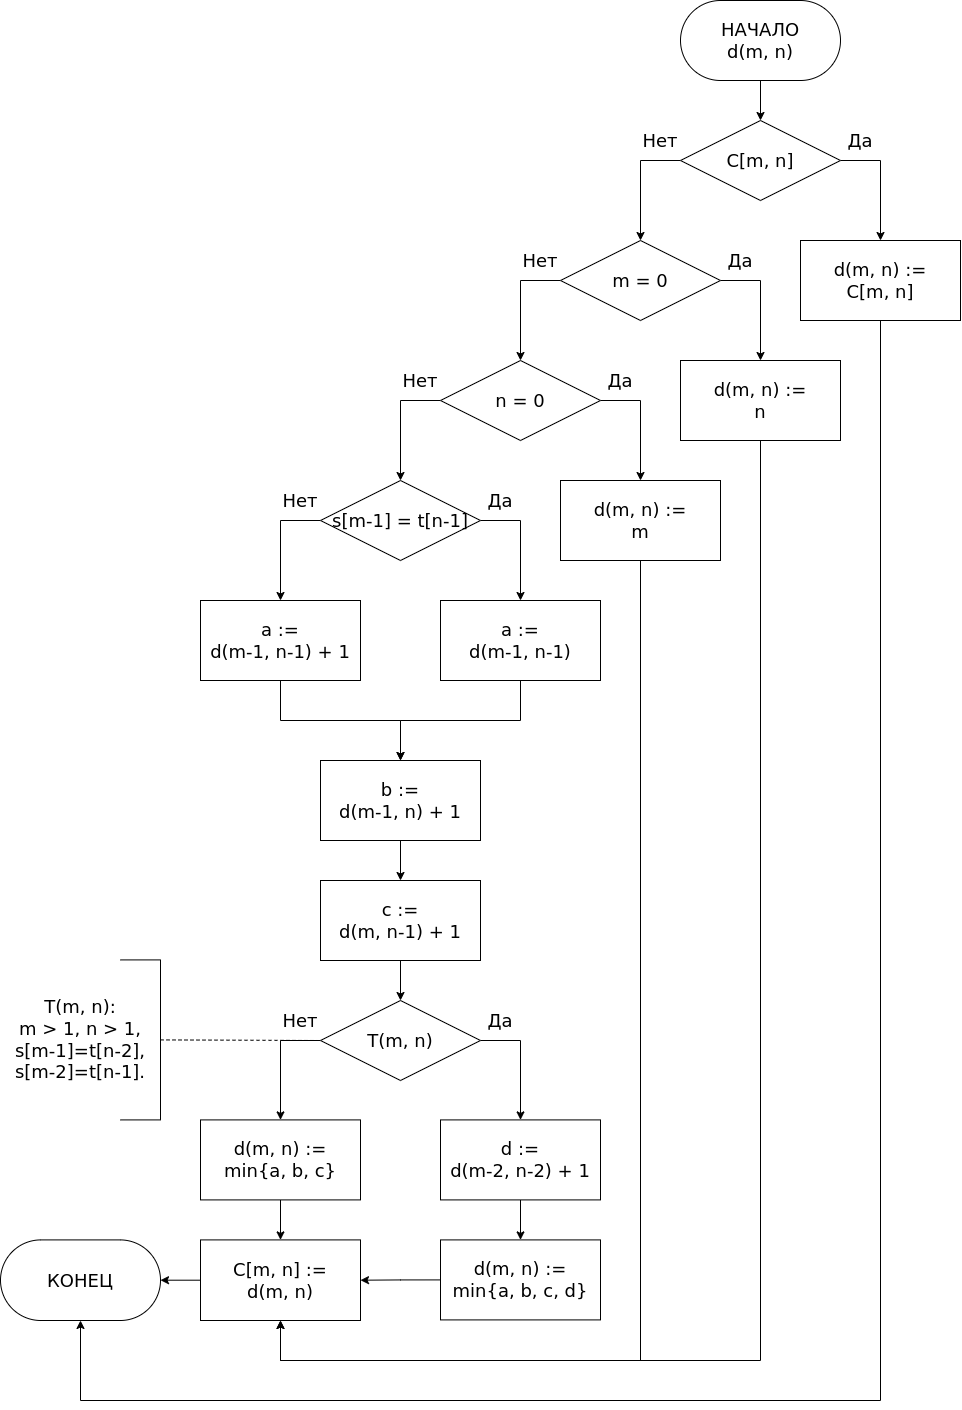 НАЧАЛО
d(m, n)
Нет
Да
C[m, n]
Нет
Да
m = 0
d(m, n) :=
C[m, n]
Нет
Да
n = 0
d(m, n) :=
n
Нет
Да
s[m-1] = t[n-1]
d(m, n) :=
m
a :=
d(m-1, n-1) + 1
a :=
d(m-1, n-1)
b :=
d(m-1, n) + 1
c :=
d(m, n-1) + 1
T(m, n):
m > 1, n > 1,
s[m-1]=t[n-2],
s[m-2]=t[n-1].
Нет
Да
T(m, n)
d(m, n) :=
min{a, b, c}
d :=
d(m-2, n-2) + 1
КОНЕЦ
C[m, n] :=
d(m, n)
d(m, n) :=
min{a, b, c, d}